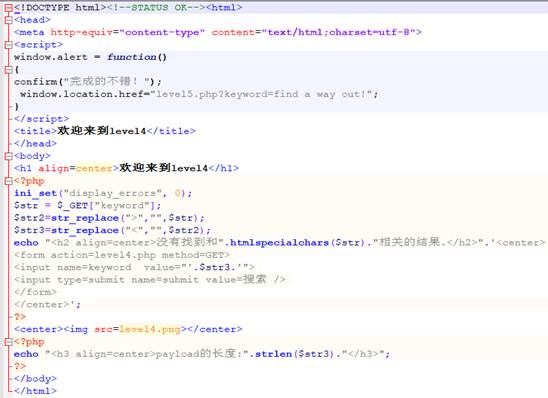 <!DOCTYPE html><!--STATUS OK--><html>
<head>
<meta http-equiv="content-type" content="text/html;charset=utf-8">
<script>
window.alert = function()
{
confirm("完成的不错！");
 window.location.href="level5.php?keyword=find a way out!";
}
</script>
<title>欢迎来到level4</title>
</head>
<body>
<h1 align=center>欢迎来到level4</h1>
<?php
ini_set("display_errors", 0);
$str = $_GET["keyword"];
$str2=str_replace(">","",$str);
$str3=str_replace("<","",$str2);
echo "<h2 align=center>没有找到和".htmlspecialchars($str)."相关的结果.</h2>".'<center>
<form action=level4.php method=GET>
<input name=keyword  value="'.$str3.'">
<input type=submit name=submit value=搜索 />
</form>
</center>';
?>
<center><img src=level4.png></center>
<?php
echo "<h3 align=center>payload的长度:".strlen($str3)."</h3>";
?>
</body>
</html>